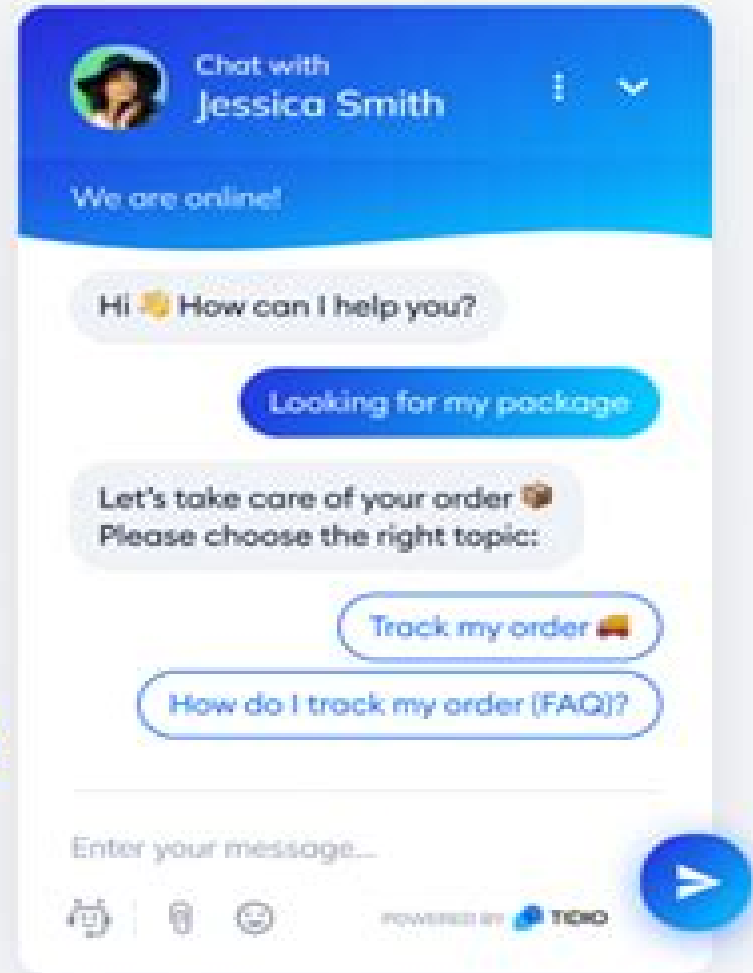 Chat with
Jessica Smith
We are online!
Hi 👋 How can I help you?
Looking for my package
Let's take care of your order 📦
Please choose the right topic:
Track my order 🚚
How do I track my order (FAQ)?
Enter your message...
POWERED BY TIDIO